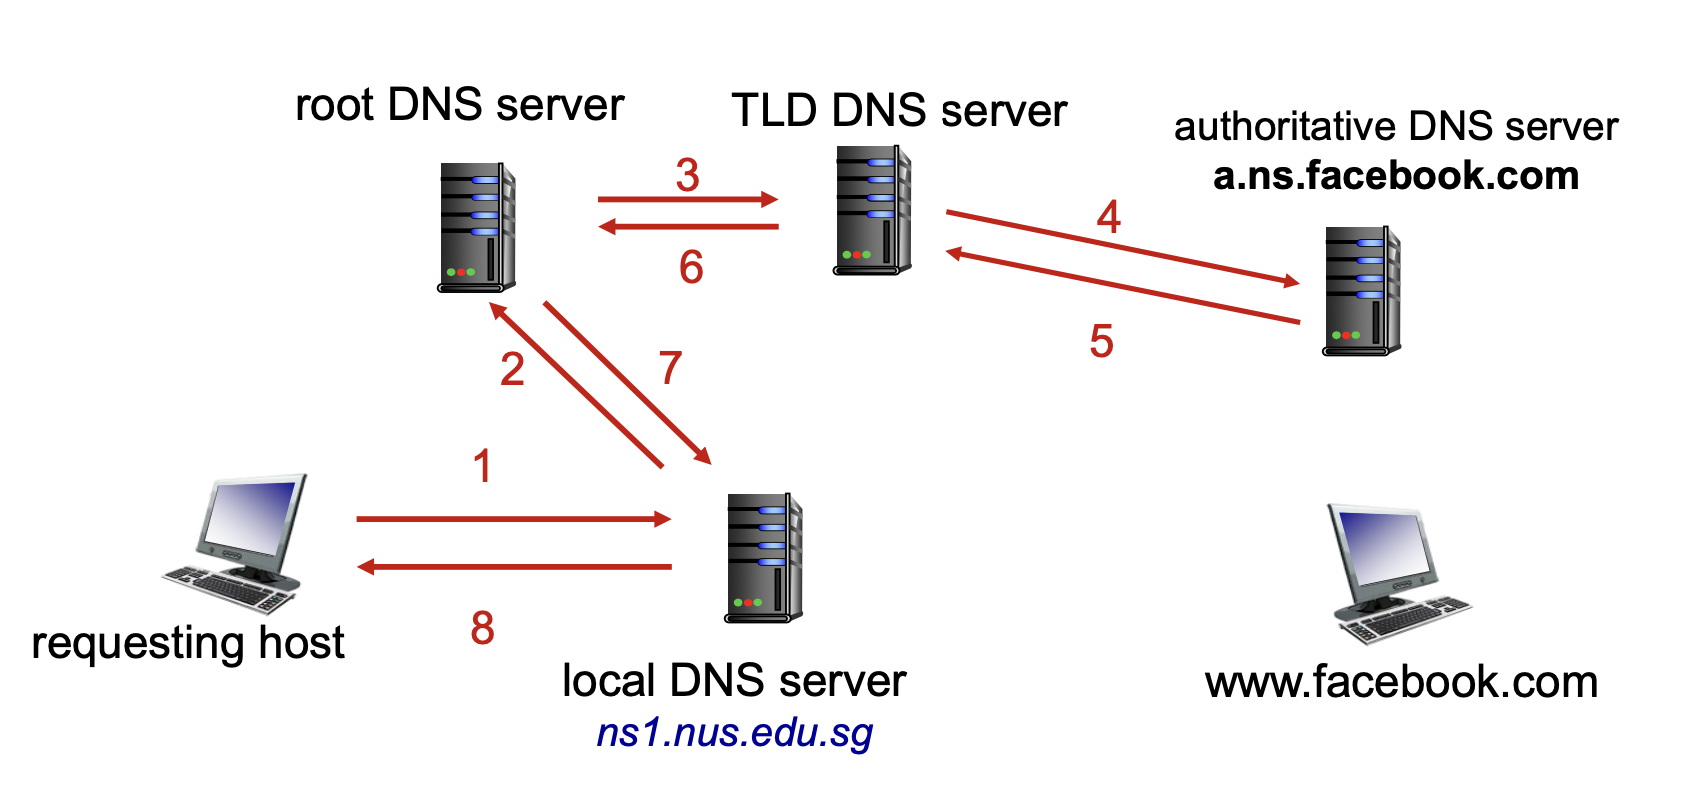 root DNS server
TLD DNS server
authoritative DNS server
a.ns.facebook.com
3
6
4
5
2
7
1
8
requesting host
local DNS server
ns1.nus.edu.sg
www.facebook.com